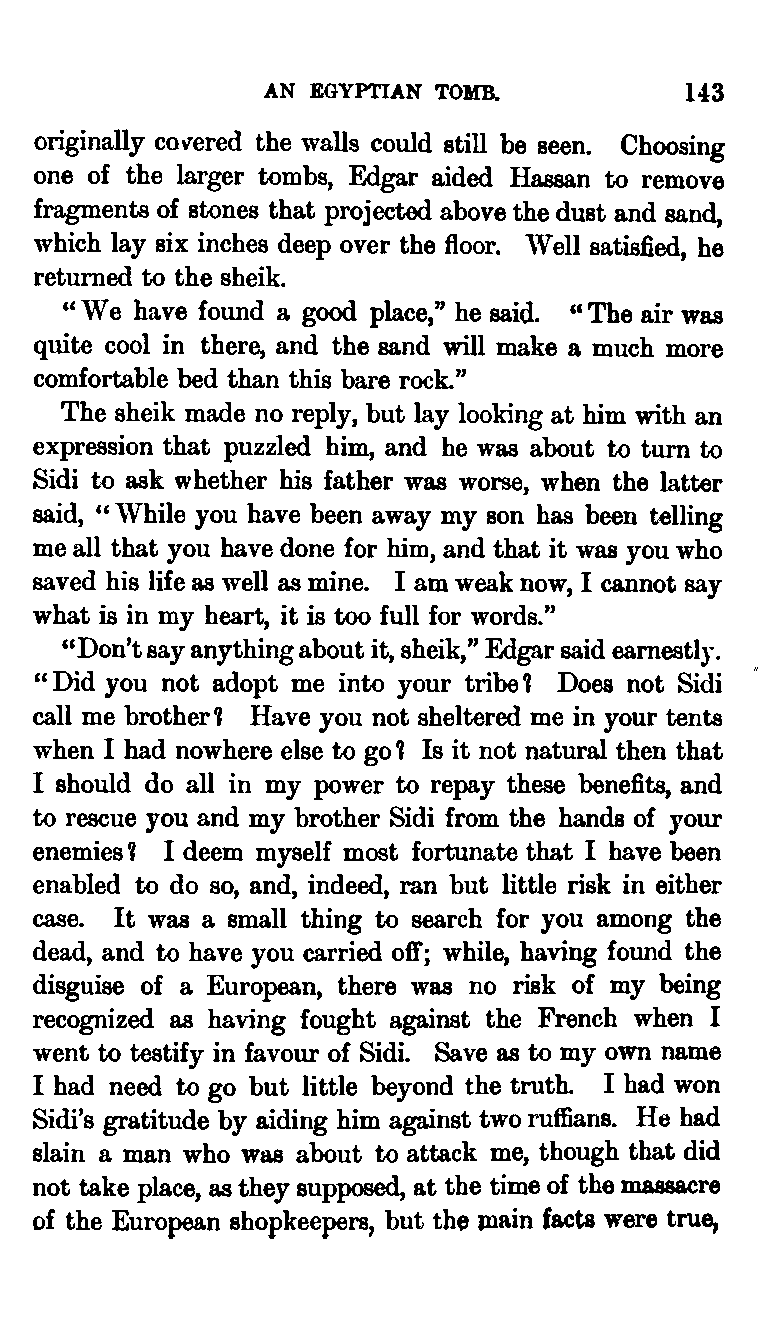 AN EGYPTIAN TOMB. 143
originally covered the walls could still be seen. Choosing
one of the larger tombs, Edgar aided Hassan to remove
fragments of stones that projected above the dust and sand,
which lay six inches deep over the floor. Well satisfied, he
returned to the sheik.
“We have found a good place,” he said. “The air was
quite cool in there, and the sand will make a much more
comfortable bed than this bare rock.”
The sheik made no reply, but lay looking at him with an
expression that puzzled him, and he was about to turn to
Sidi to ask whether his father was worse, when the latter
said, “While you have been away my son has been telling
me all that you have done for him, and that it was you who
saved his life as well as mine. I am weak now, I cannot say
what is in my heart, it is too full for words.”
“Don't say anything about it, sheik,” Edgar said earnestly.
“Did you not adopt me into your tribe? Does not Sidi
call me brother? Have you not sheltered me in your tents
when I had nowhere else to go? Is it not natural then that
I should do all in my power to repay these benefits, and
to rescue you and my brother Sidi from the hands of your
enemies? I deem myself most fortunate that I have been
enabled to do so, and, indeed, ran but little risk in either
case. It was a small thing to search for you among the
dead, and to have you carried off; while, having found the
disguise of a European, there was no risk of my being
recognized as having fought against the French when I
went to testify in favour of Sidi. Save as to my own name
I had need to go but little beyond the truth. I had won
Sidi's gratitude by aiding him against two ruffians. He had
slain a man who was about to attack me, though that did
not take place, as they supposed, at the time of the massacre
of the European shopkeepers, but the main facts were true,